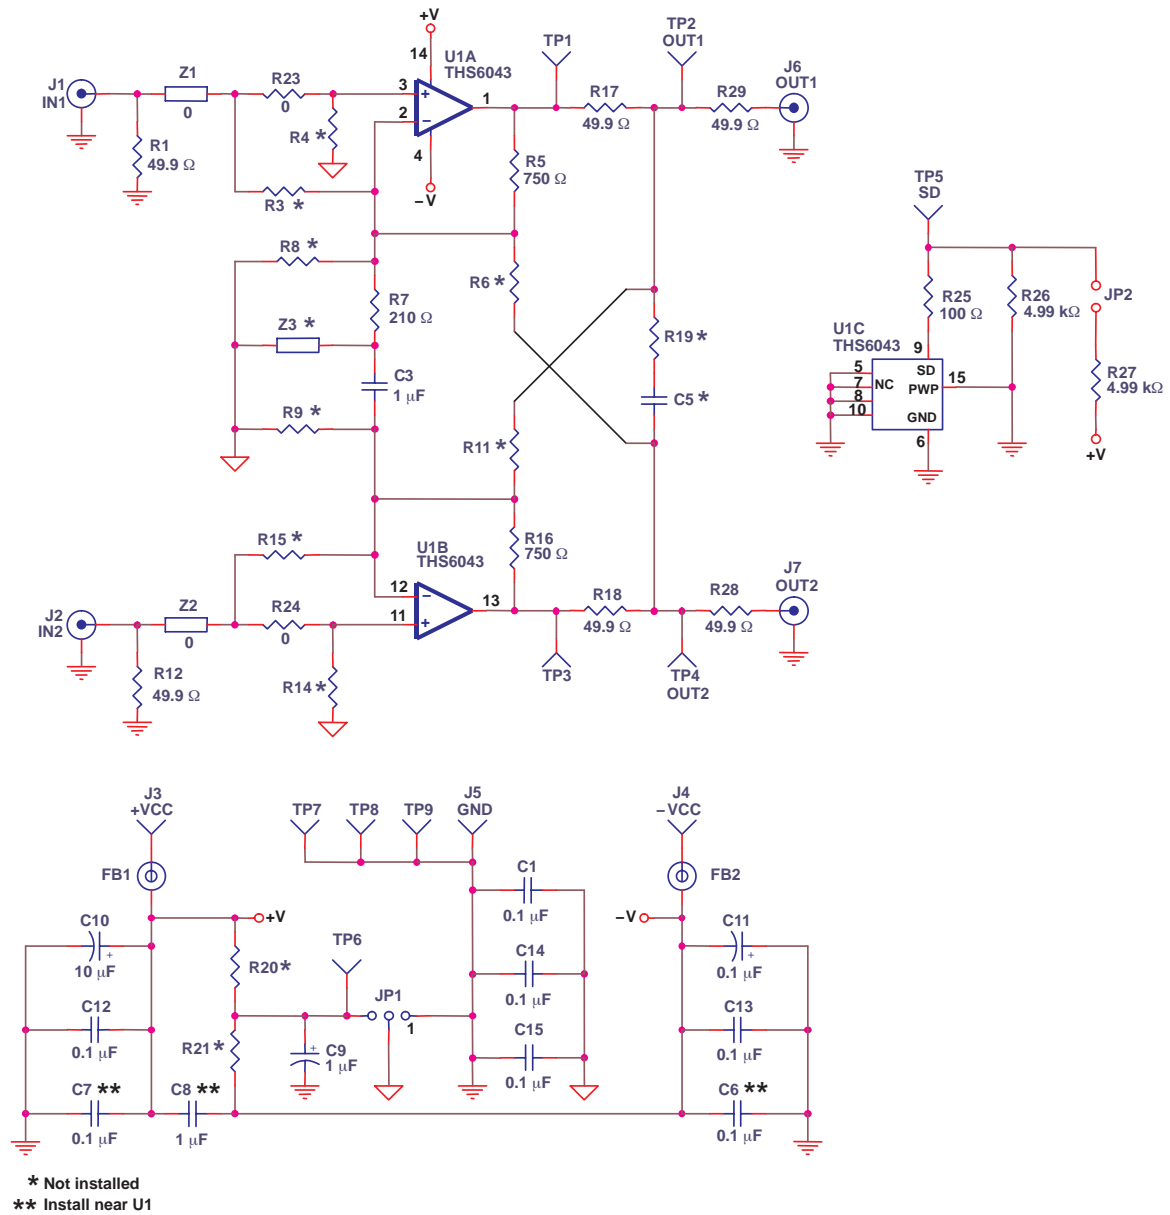 +V
14
U1A
THS6043
TP1
TP2
OUT1
J1
IN1
Z1
0
R23
0
3
+
2
−
1
4
−V
R4 *
R1
49.9 Ω
R3 *
R5
750 Ω
R17
49.9 Ω
R29
49.9 Ω
J6
OUT1
R8 *
R6 *
R7
210 Ω
Z3 *
C3
1 µF
R9 *
R11 *
R19 *
C5 *
TP5
SD
R25
100 Ω
R26
4.99 kΩ
JP2
R27
4.99 kΩ
+V
U1C
THS6043
9
5
7
8
10
NC
SD
PWP
GND
15
6
R15 *
R16
750 Ω
U1B
THS6043
12
−
11
+
13
J2
IN2
Z2
0
R24
0
R12
49.9 Ω
R14 *
R18
49.9 Ω
R28
49.9 Ω
J7
OUT2
TP3
TP4
OUT2
J3
+VCC
FB1
TP7
TP8
TP9
J5
GND
J4
−VCC
FB2
C10
+
10 µF
+V
R20 *
TP6
C1
0.1 µF
−V
C11
+
0.1 µF
C12
0.1 µF
R21 *
JP1
1
C14
0.1 µF
C13
0.1 µF
+
C9
1 µF
C15
0.1 µF
C7 **
0.1 µF
C8 **
1 µF
C6 **
0.1 µF
* Not installed
** Install near U1